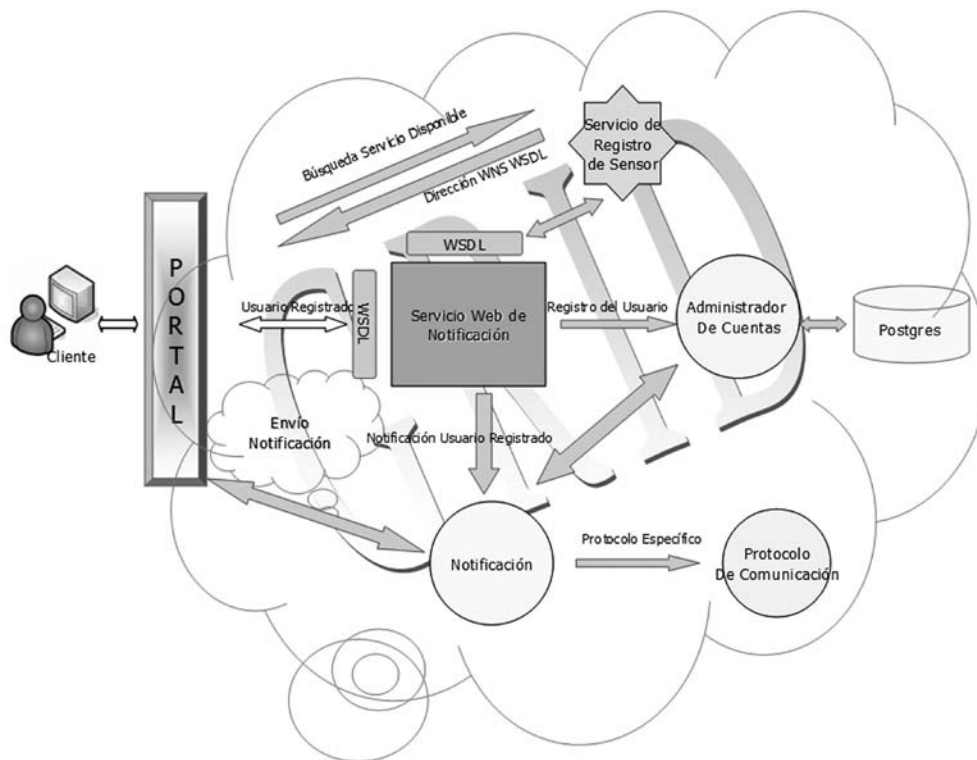 Búsqueda Servicio Disponible
Dirección WNS WSDL
Servicio de
Registro
de Sensor
PORTAL
WSDL
WSDL
Usuario Registrado
Servicio Web de
Notificación
Registro del Usuario
Administrador
De Cuentas
Postgres
Cliente
Envío
Notificación
Notificación Usuario Registrado
GRID
Notificación
Protocolo Específico
Protocolo
De Comunicación